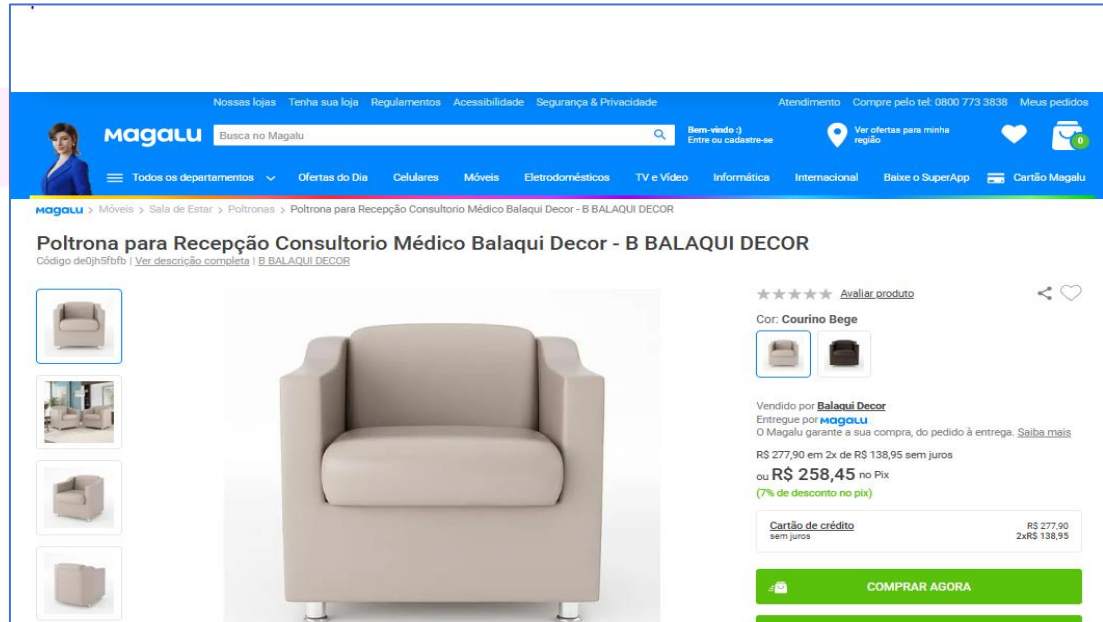 Nossas lojas Tenha sua loja Regulamentos Acessibilidade Segurança & Privacidade Atendimento Compre pelo tel: 0800 773 3838 Meus pedidos
Magalu Busca no Magalu Bem-vindo :) Ver ofertas para minha
Entre ou cadastre-se região 0
Todos os departamentos Ofertas do Dia Celulares Móveis Eletrodomésticos TV e Vídeo Informática Internacional Baixe o SuperApp Cartão Magalu
Magalu > Móveis > Sala de Estar > Poltronas > Poltrona para Recepção Consultorio Médico Balaqui Decor - B BALAQUI DECOR
Poltrona para Recepção Consultorio Médico Balaqui Decor - B BALAQUI DECOR
Código de0jh5fbfb | Ver descrição completa | B BALAQUI DECOR
Avaliar produto
Cor: Courino Bege
Vendido por Balaqui Decor
Entregue por Magalu
O Magalu garante a sua compra, do pedido à entrega. Saiba mais
R$ 277,90 em 2x de R$ 138,95 sem juros
ou R$ 258,45 no Pix
(7% de desconto no pix)
Cartão de crédito R$ 277,90
sem juros 2xR$ 138,95
COMPRAR AGORA